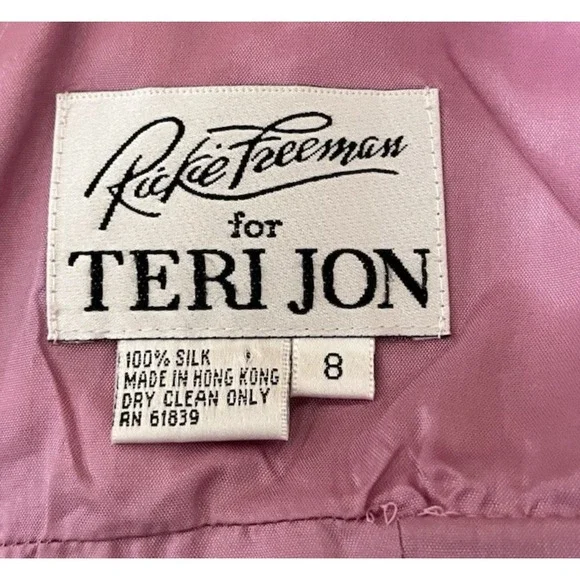 Rickie Freeman
for
TERI JON
100% SILK
MADE IN HONG KONG
DRY CLEAN ONLY
RN 61839
8